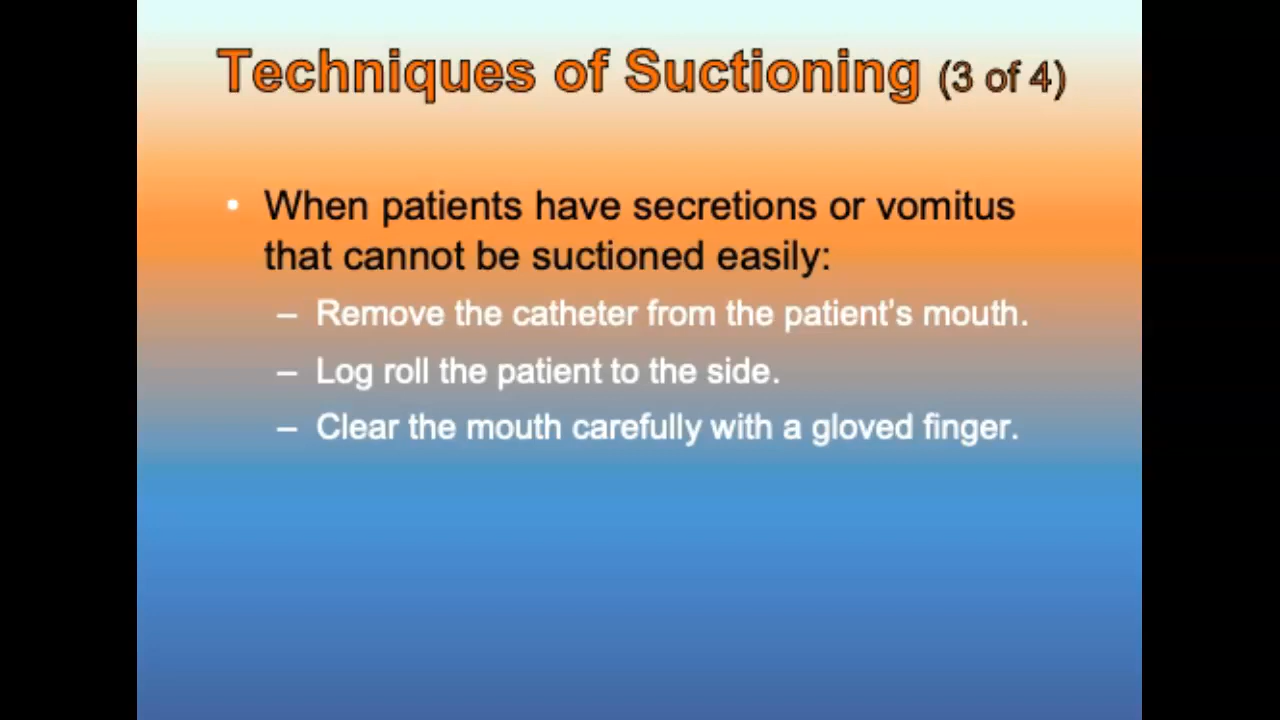 Techniques of Suctioning (3 of 4)
• When patients have secretions or vomitus
that cannot be suctioned easily:
– Remove the catheter from the patient's mouth.
– Log roll the patient to the side.
– Clear the mouth carefully with a gloved finger.